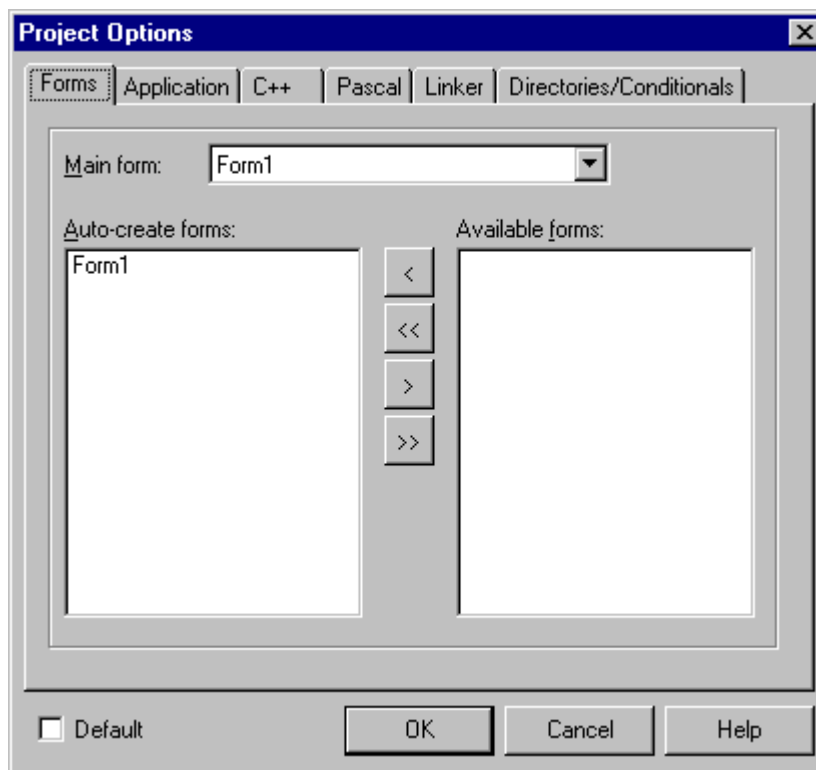 Project Options
Forms Application C++ Pascal Linker Directories/Conditionals
Main form: Form1
Auto-create forms: Available forms:
Form1
<
<<
>
>>
Default OK Cancel Help